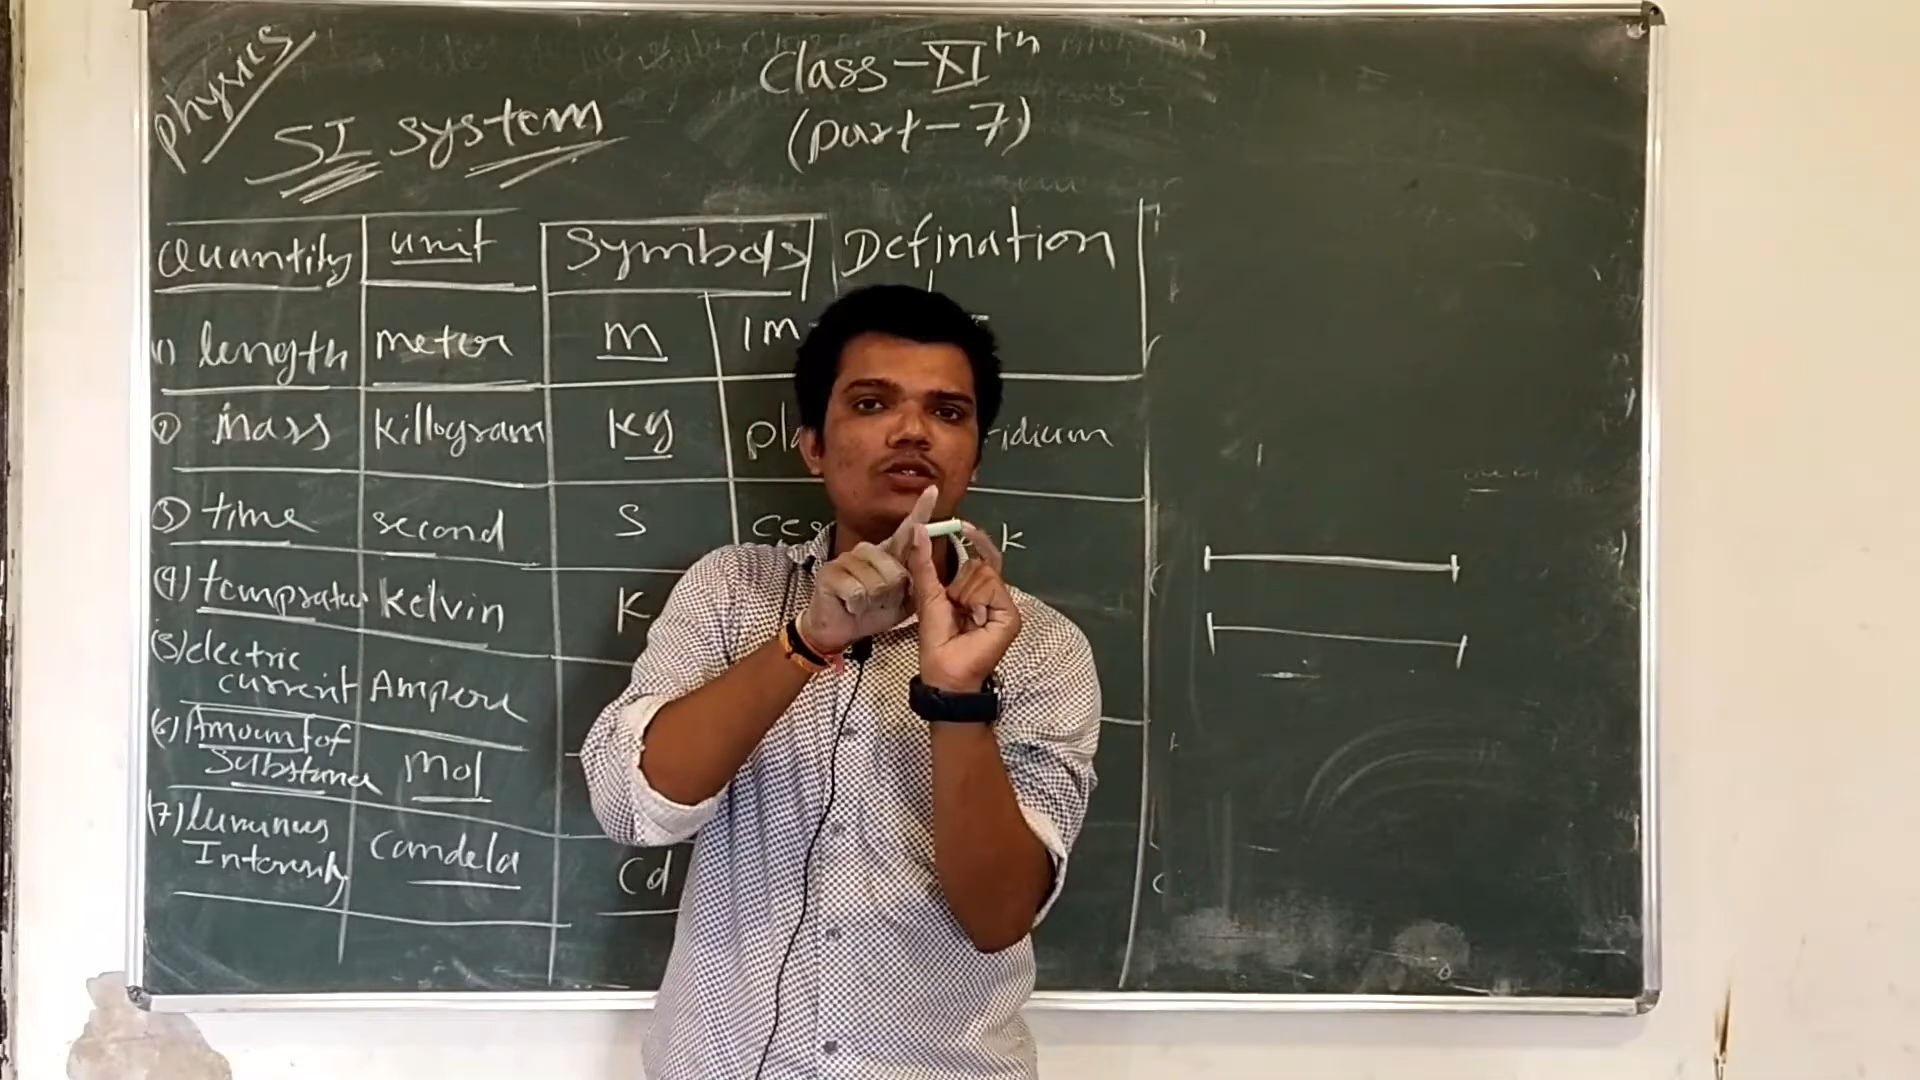 physics
Class-XIth
(part-7)
SI system
Quantity unit Symbols Defination
(1) length meter m 1m
(2) mass killogram kg idium
(3) time second S k
(4) temprature kelvin K
(5) electric
current Ampere
(6) Amount of
Substance mol
(7) luminus
Intensity candela cd